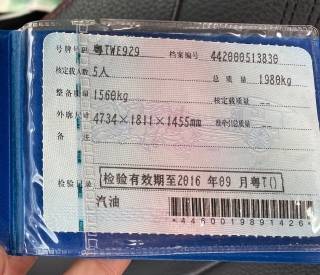 号牌号码 粤TWE929 档案编号 442000513830
核定载人数 5人 总质量 1980kg
整备质量 1560kg 核定载质量 --
外廓尺寸 4734×1811×1455mm 准牵引总质量 --
备注
检验记录 检验有效期至2016年09月粤T()
汽油
*4460019891426